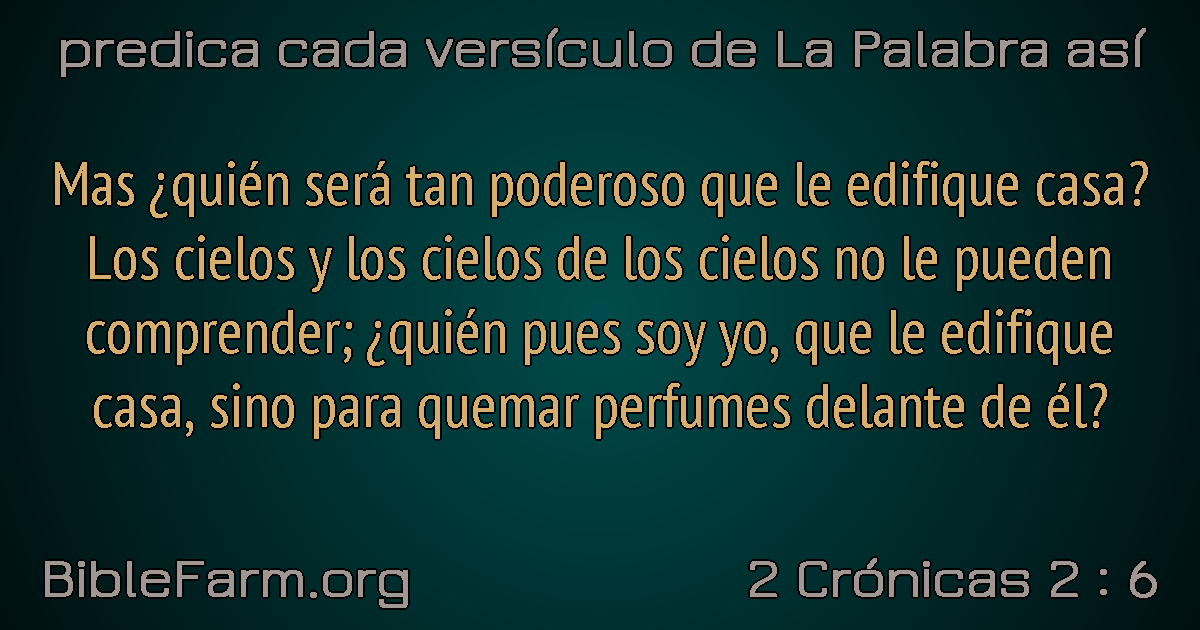 predica cada versículo de La Palabra así
Mas ¿quién será tan poderoso que le edifique casa?
Los cielos y los cielos de los cielos no le pueden
comprender; ¿quién pues soy yo, que le edifique
casa, sino para quemar perfumes delante de él?
BibleFarm.org
2 Crónicas 2 : 6